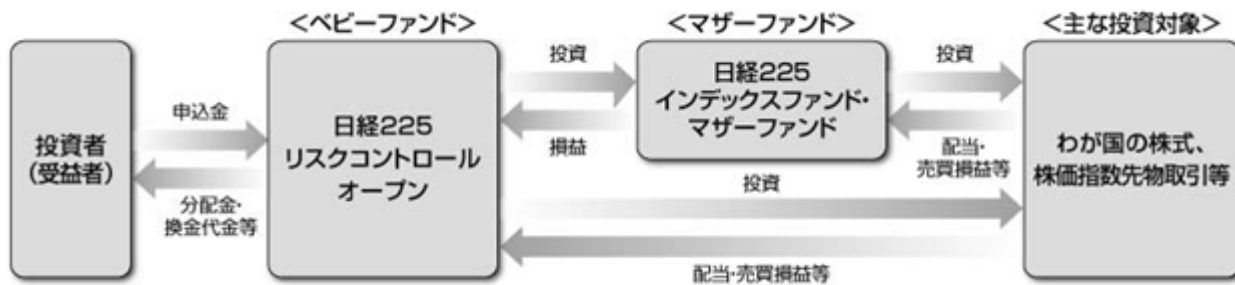 ＜ベビーファンド＞
＜マザーファンド＞
＜主な投資対象＞
投資者
（受益者）
申込金
分配金・
換金代金等
日経225
リスクコントロール
オープン
投資
損益
日経225
インデックスファンド・
マザーファンド
投資
配当・
売買損益等
投資
配当・売買損益等
わが国の株式、
株価指数先物取引等